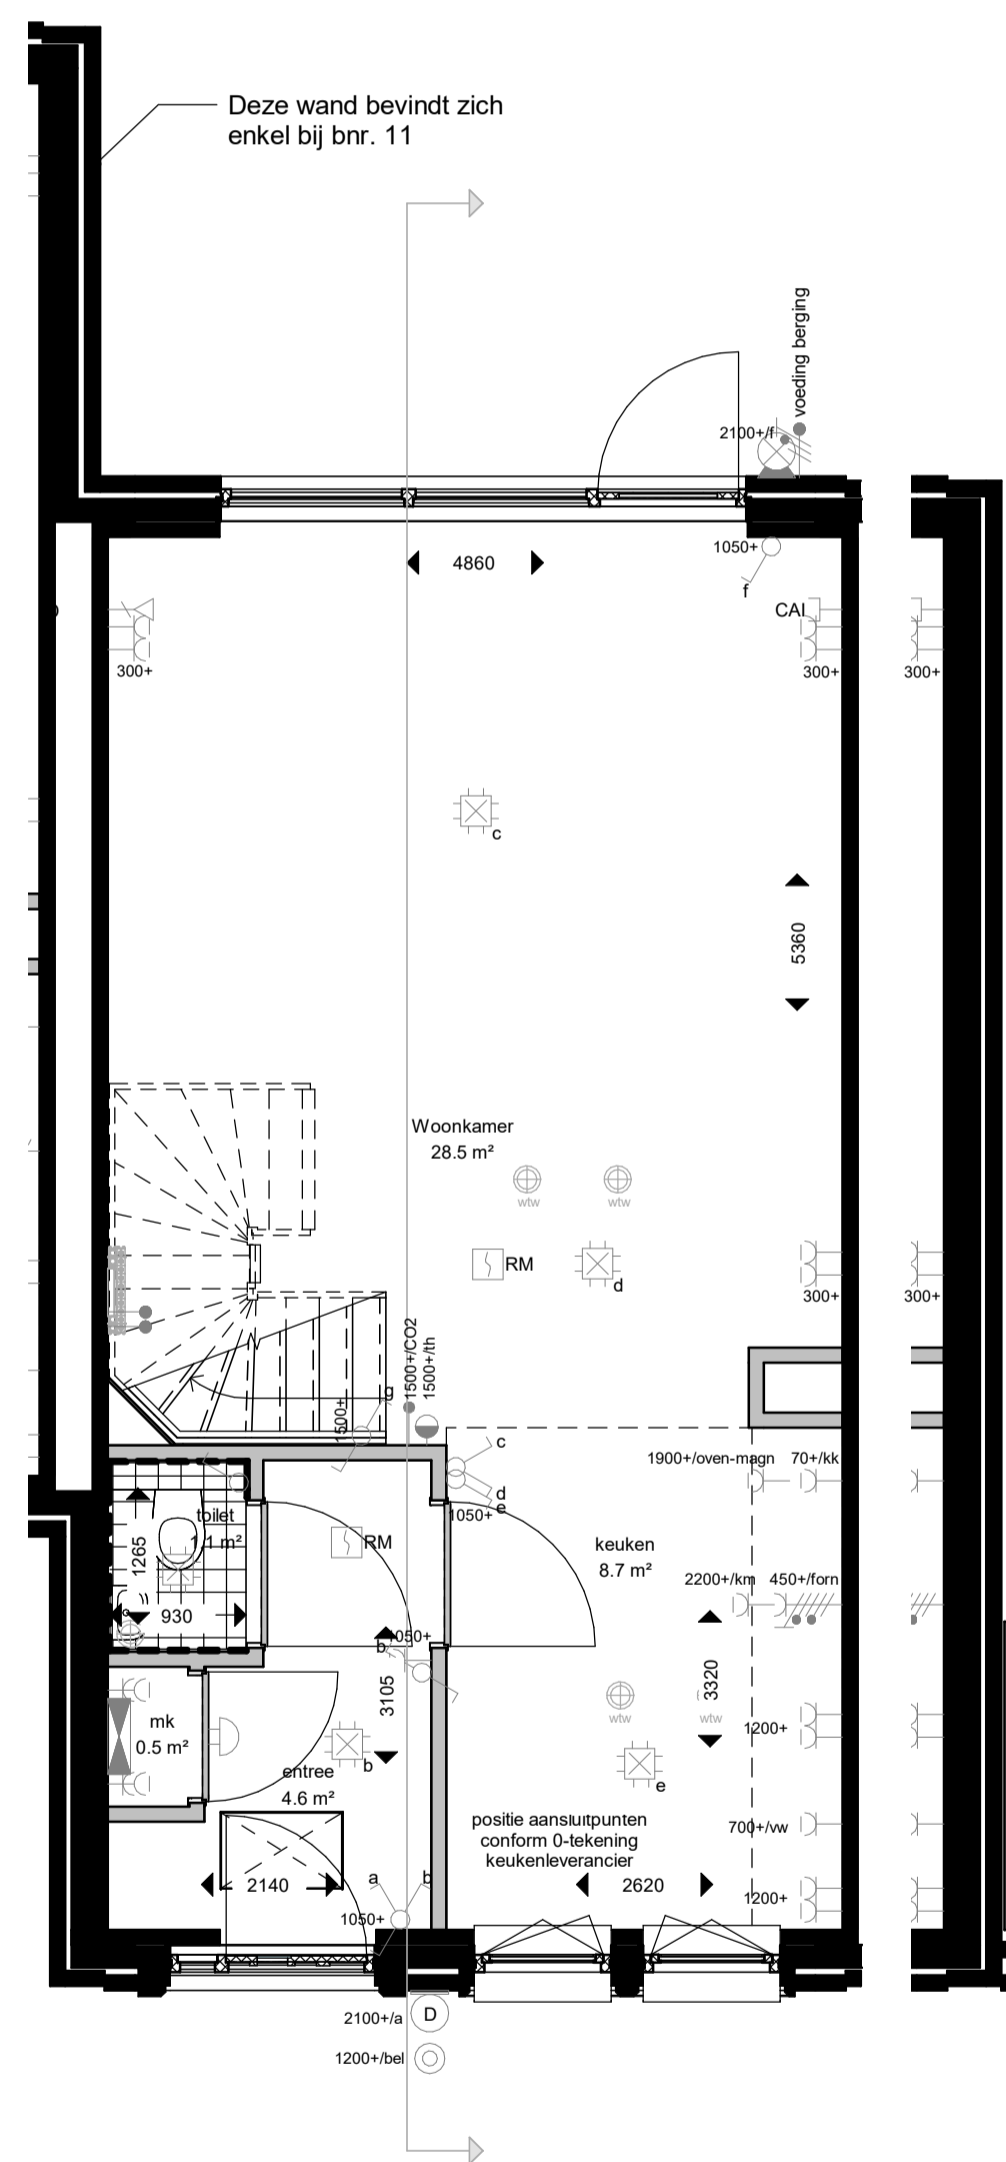 Deze wand bevindt zich
enkel bij bnr. 11
voeding berging
2100+/f
4860
1050+
f
CAI
300+
300+
300+
c
5360
Woonkamer
28.5 m²
wtw
wtw
RM
d
300+
300+
1500+/CO2
1500+/th
g
1500+
c
d
e
1050+
1900+/oven-magn
70+/kk
toilet
1.1 m²
1265
930
RM
keuken
8.7 m²
2200+/km
450+/forn
1050+
b
3105
3320
mk
0.5 m²
wtw
wtw
1200+
b
e
entree
4.6 m²
positie aansluitpunten
conform 0-tekening
keukenleverancier
700+/vw
2140
a
b
2620
1200+
1050+
2100+/a
D
1200+/bel